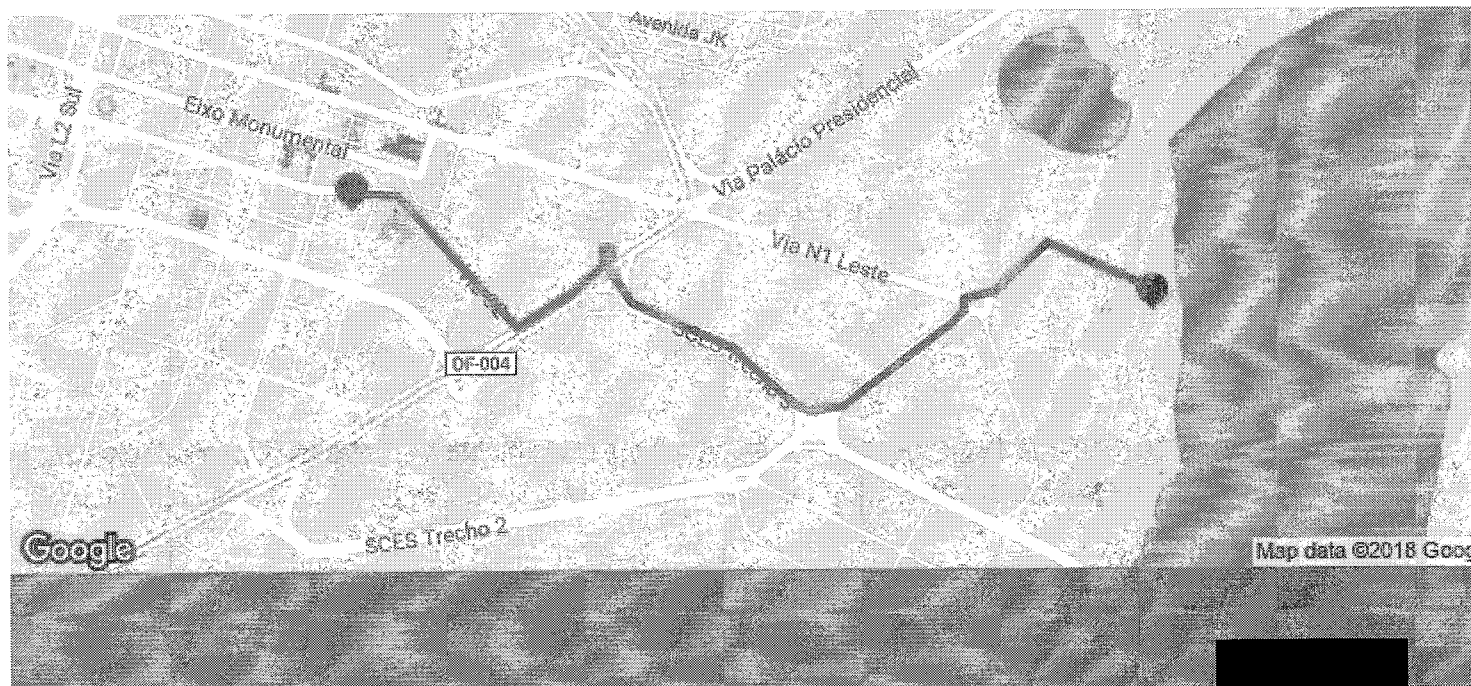 Avenida JK
Via L2 Sul
Eixo Monumental
Via Palácio Presidencial
Via N1 Leste
DF-004
SCES Trecho 2
Google
Map data ©2018 Goog